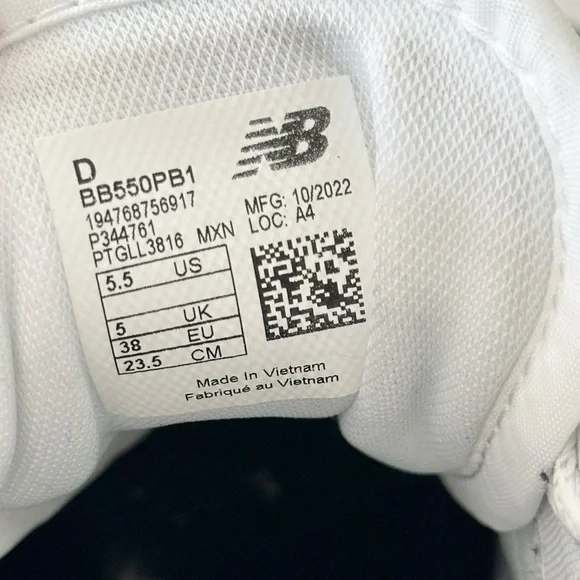 D
NB
BB550PB1
194768756917
P344761
PTGLL3816 MXN
MFG: 10/2022
LOC: A4
5.5 US
5 UK
38 EU
23.5 CM
Made In Vietnam
Fabriqué au Vietnam